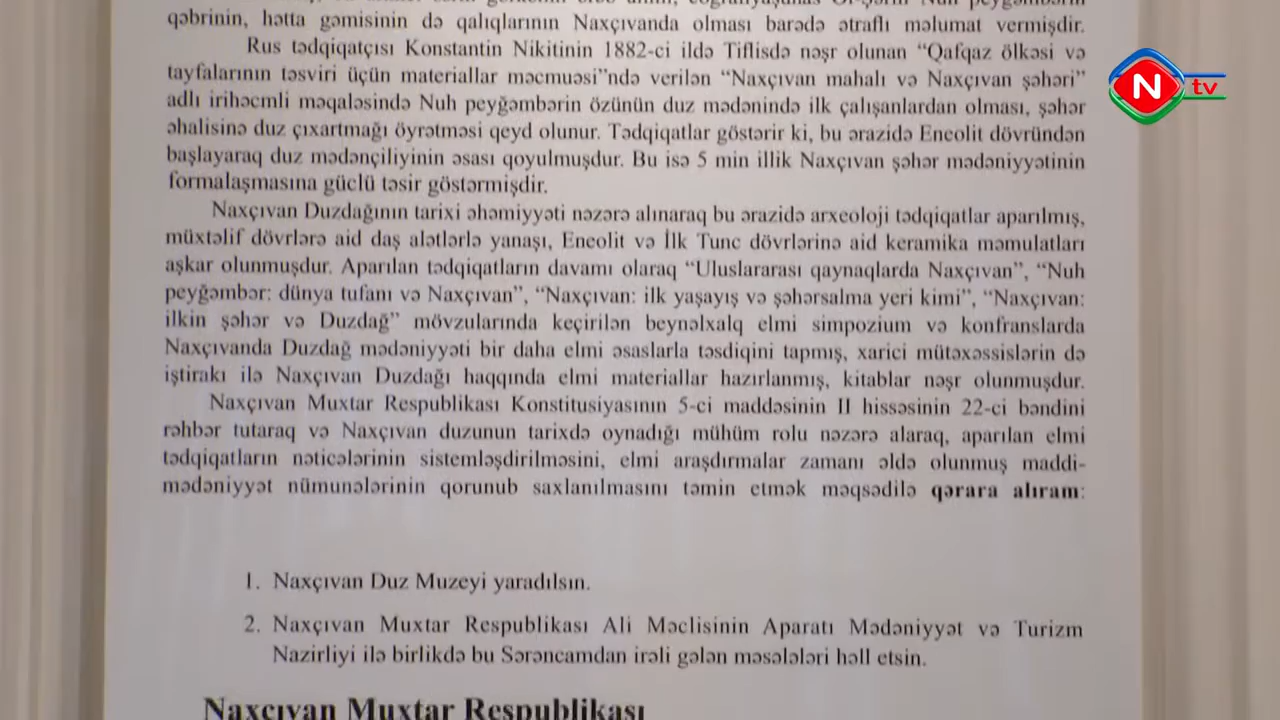 qəbrinin, hətta gəmisinin də qalıqlarının Naxçıvanda olması barədə ətraflı məlumat vermişdir.
Rus tədqiqatçısı Konstantin Nikitinin 1882-ci ildə Tiflisdə nəşr olunan “Qafqaz ölkəsi və
tayfalarının təsviri üçün materiallar məcmuəsi”ndə verilən “Naxçıvan mahalı və Naxçıvan şəhəri”
adlı irihəcmli məqaləsində Nuh peyğəmbərin özünün duz mədənində ilk çalışanlardan olması, şəhər
əhalisinə duz çıxartmağı öyrətməsi qeyd olunur. Tədqiqatlar göstərir ki, bu ərazidə Eneolit dövründən
başlayaraq duz mədənçiliyinin əsası qoyulmuşdur. Bu isə 5 min illik Naxçıvan şəhər mədəniyyətinin
formalaşmasına güclü təsir göstərmişdir.
Naxçıvan Duzdağının tarixi əhəmiyyəti nəzərə alınaraq bu ərazidə arxeoloji tədqiqatlar aparılmış,
müxtəlif dövrlərə aid daş alətlərlə yanaşı, Eneolit və İlk Tunc dövrlərinə aid keramika məmulatları
aşkar olunmuşdur. Aparılan tədqiqatların davamı olaraq “Uluslararası qaynaqlarda Naxçıvan”, “Nuh
peyğəmbər: dünya tufanı və Naxçıvan”, “Naxçıvan: ilk yaşayış və şəhərsalma yeri kimi”, “Naxçıvan:
ilkin şəhər və Duzdağ” mövzularında keçirilən beynəlxalq elmi simpozium və konfranslarda
Naxçıvanda Duzdağ mədəniyyəti bir daha elmi əsaslarla təsdiqini tapmış, xarici mütəxəssislərin də
iştirakı ilə Naxçıvan Duzdağı haqqında elmi materiallar hazırlanmış, kitablar nəşr olunmuşdur.
Naxçıvan Muxtar Respublikası Konstitusiyasının 5-ci maddəsinin II hissəsinin 22-ci bəndini
rəhbər tutaraq və Naxçıvan duzunun tarixdə oynadığı mühüm rolu nəzərə alaraq, aparılan elmi
tədqiqatların nəticələrinin sistemləşdirilməsini, elmi araşdırmalar zamanı əldə olunmuş maddi-
mədəniyyət nümunələrinin qorunub saxlanılmasını təmin etmək məqsədilə qərara alıram:
1. Naxçıvan Duz Muzeyi yaradılsın.
2. Naxçıvan Muxtar Respublikası Ali Məclisinin Aparatı Mədəniyyət və Turizm
Nazirliyi ilə birlikdə bu Sərəncamdan irəli gələn məsələləri həll etsin.
Naxçıvan Muxtar Respublikası
N tv